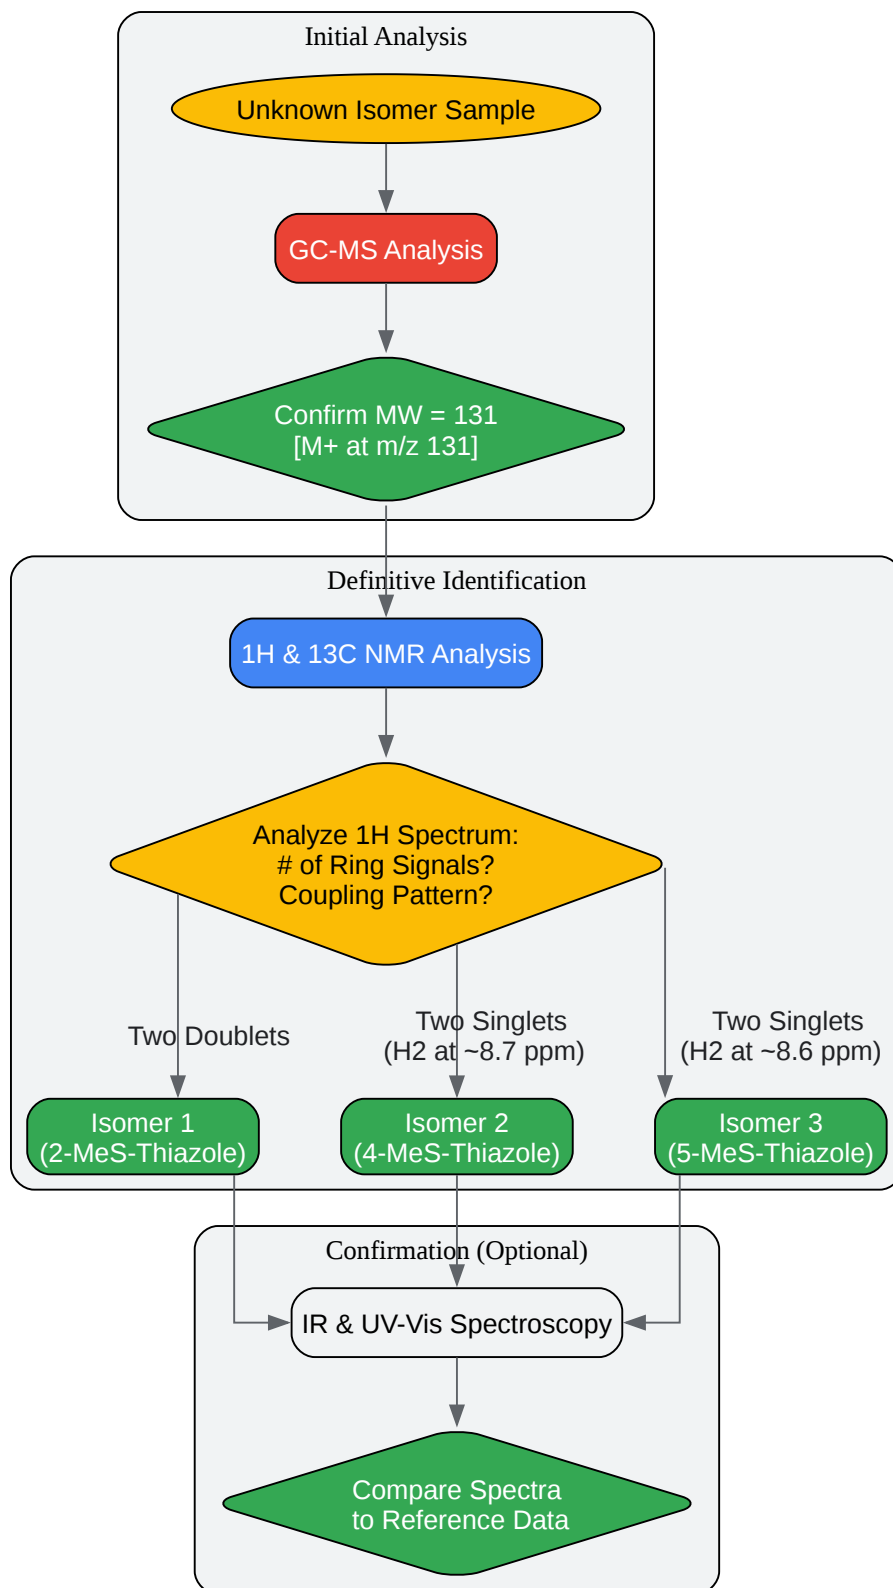 Initial Analysis
Unknown Isomer Sample
GC-MS Analysis
Confirm MW = 131
[M+ at m/z 131]
Definitive Identification
1H & 13C NMR Analysis
Analyze 1H Spectrum:
# of Ring Signals?
Coupling Pattern?
Two Doublets
Two Singlets
(H2 at ~8.7 ppm)
Two Singlets
(H2 at ~8.6 ppm)
Isomer 1
(2-MeS-Thiazole)
Isomer 2
(4-MeS-Thiazole)
Isomer 3
(5-MeS-Thiazole)
Confirmation (Optional)
IR & UV-Vis Spectroscopy
Compare Spectra
to Reference Data